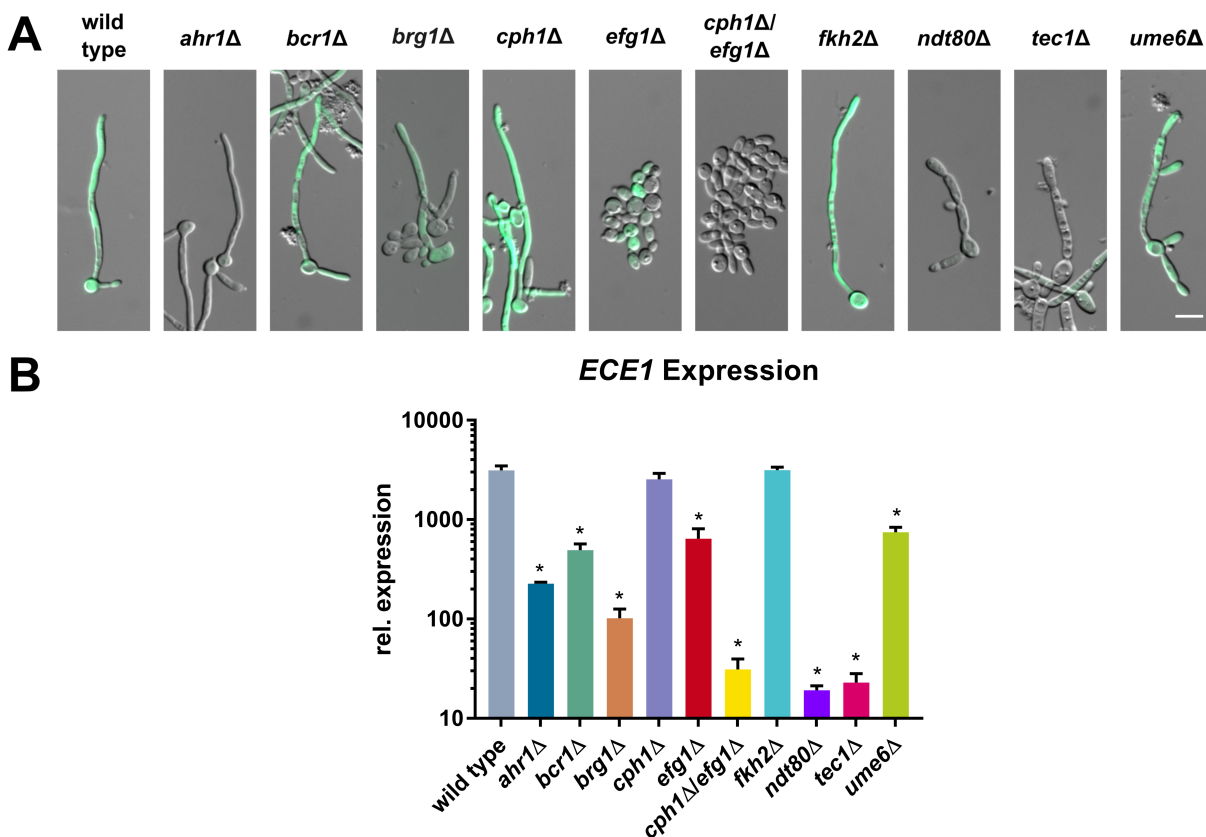 A
wild
type
ahr1Δ
bcr1Δ
brg1Δ
cph1Δ
efg1Δ
cph1Δ/
efg1Δ
fkh2Δ
ndt80Δ
tec1Δ
ume6Δ
B
ECE1 Expression
rel. expression
10000
1000
100
10
*
*
*
*
*
*
*
*
wild type
ahr1Δ
bcr1Δ
brg1Δ
cph1Δ
efg1Δ
cph1Δ/efg1Δ
fkh2Δ
ndt80Δ
tec1Δ
ume6Δ